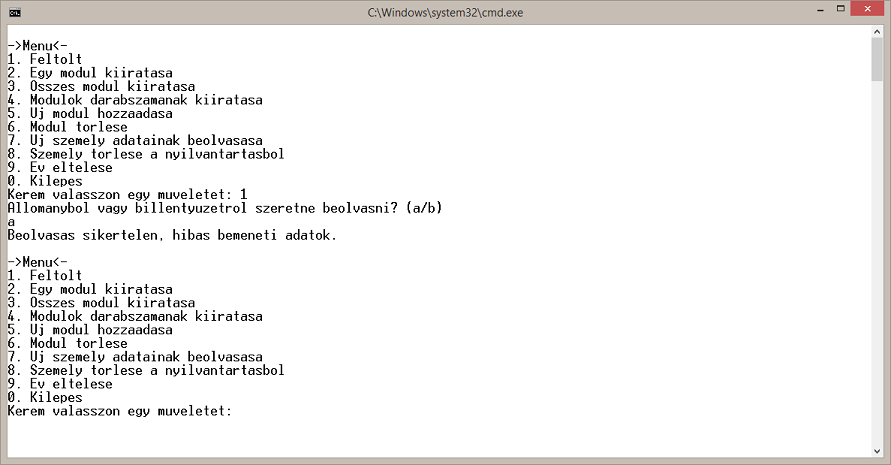 C:\Windows\system32\cmd.exe
->Menu<-
1. Feltolt
2. Egy modul kiiratasa
3. Osszes modul kiiratasa
4. Modulok darabszamanak kiiratasa
5. Uj modul hozzaadasa
6. Modul torlese
7. Uj szemely adatainak beolvasasa
8. Szemely torlese a nyilvantartasbol
9. Ev eltelese
0. Kilepes
Kerem valasszon egy muveletet: 1
Allomanybol vagy billentyuzetrol szeretne beolvasni? (a/b)
a
Beolvasas sikertelen, hibas bemeneti adatok.
->Menu<-
1. Feltolt
2. Egy modul kiiratasa
3. Osszes modul kiiratasa
4. Modulok darabszamanak kiiratasa
5. Uj modul hozzaadasa
6. Modul torlese
7. Uj szemely adatainak beolvasasa
8. Szemely torlese a nyilvantartasbol
9. Ev eltelese
0. Kilepes
Kerem valasszon egy muveletet: